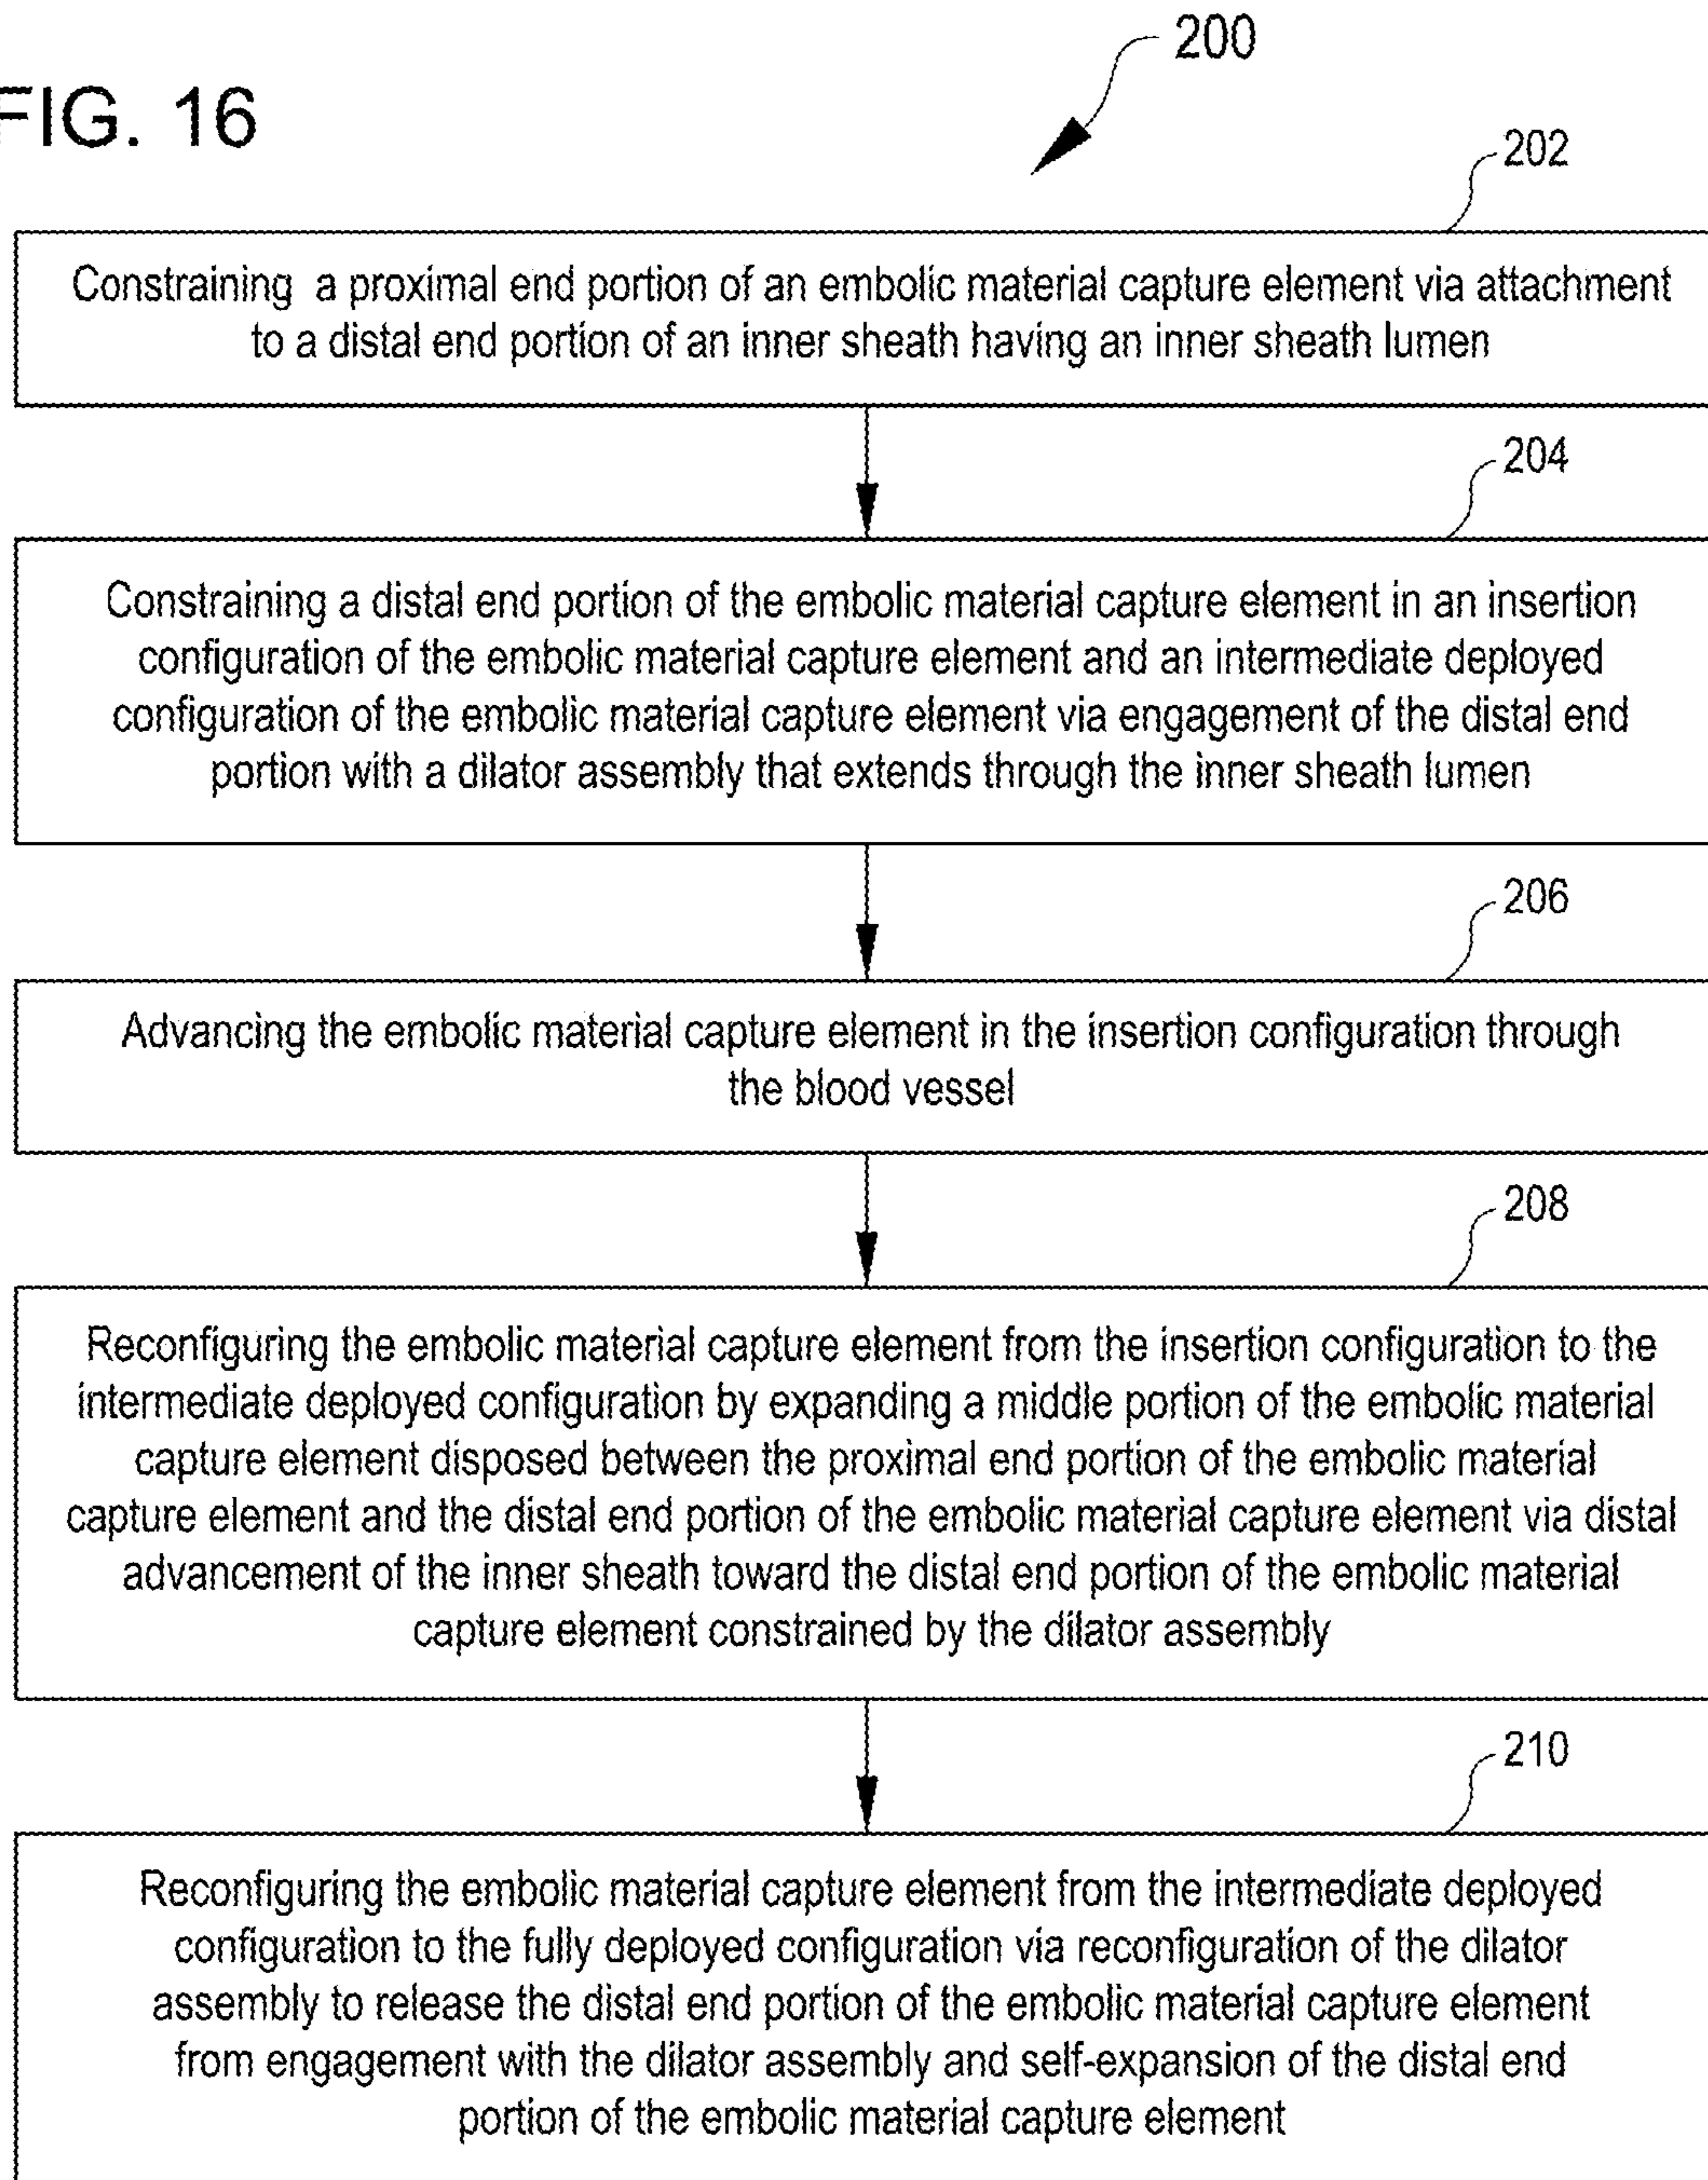 200
FIG. 16
202
Constraining a proximal end portion of an embolic material capture element via attachment
to a distal end portion of an inner sheath having an inner sheath lumen
204
Constraining a distal end portion of the embolic material capture element in an insertion
configuration of the embolic material capture element and an intermediate deployed
configuration of the embolic material capture element via engagement of the distal end
portion with a dilator assembly that extends through the inner sheath lumen
206
Advancing the embolic material capture element in the insertion configuration through
the blood vessel
208
Reconfiguring the embolic material capture element from the insertion configuration to the
intermediate deployed configuration by expanding a middle portion of the embolic material
capture element disposed between the proximal end portion of the embolic material
capture element and the distal end portion of the embolic material capture element via distal
advancement of the inner sheath toward the distal end portion of the embolic material
capture element constrained by the dilator assembly
210
Reconfiguring the embolic material capture element from the intermediate deployed
configuration to the fully deployed configuration via reconfiguration of the dilator
assembly to release the distal end portion of the embolic material capture element
from engagement with the dilator assembly and self-expansion of the distal end
portion of the embolic material capture element